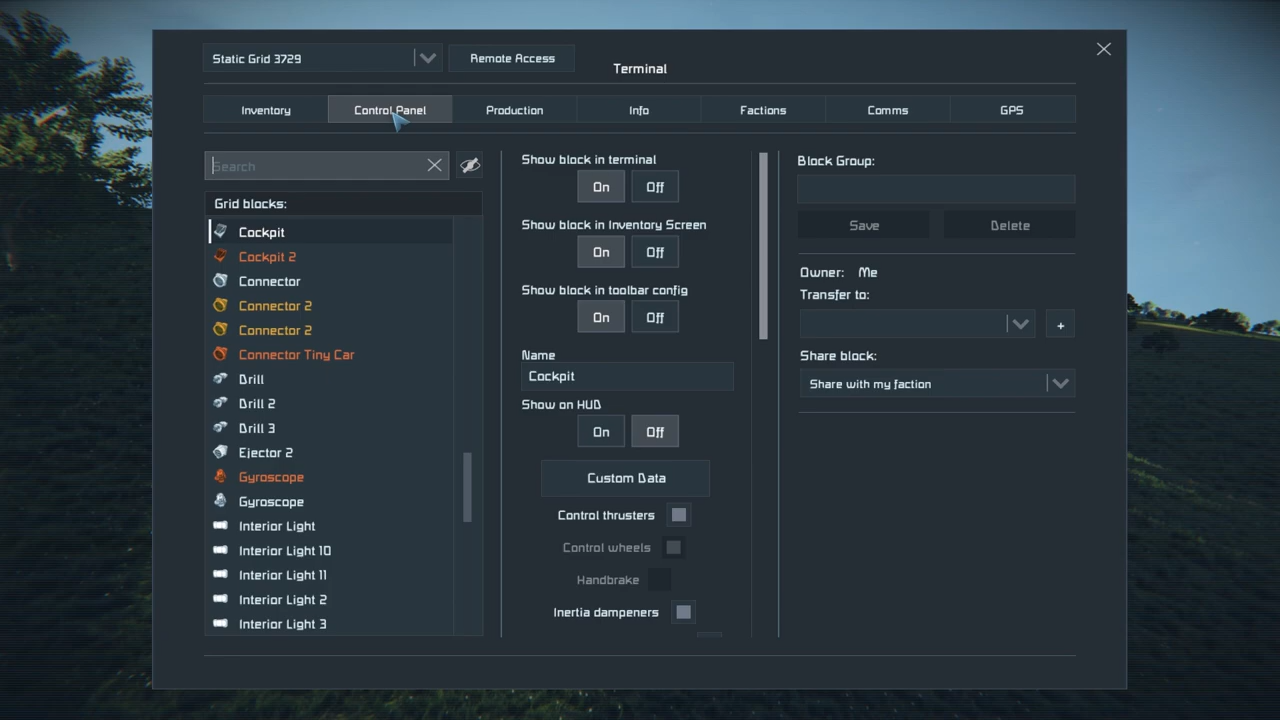 Static Grid 3729
Remote Access
Terminal
Inventory
Control Panel
Production
Info
Factions
Comms
GPS
Search
Grid blocks:
Cockpit
Cockpit 2
Connector
Connector 2
Connector 2
Connector Tiny Car
Drill
Drill 2
Drill 3
Ejector 2
Gyroscope
Gyroscope
Interior Light
Interior Light 10
Interior Light 11
Interior Light 2
Interior Light 3
Show block in terminal
On Off
Show block in Inventory Screen
On Off
Show block in toolbar config
On Off
Name
Cockpit
Show on HUD
On Off
Custom Data
Control thrusters
Control wheels
Handbrake
Inertia dampeners
Block Group:
Save Delete
Owner: Me
Transfer to:
+
Share block:
Share with my faction